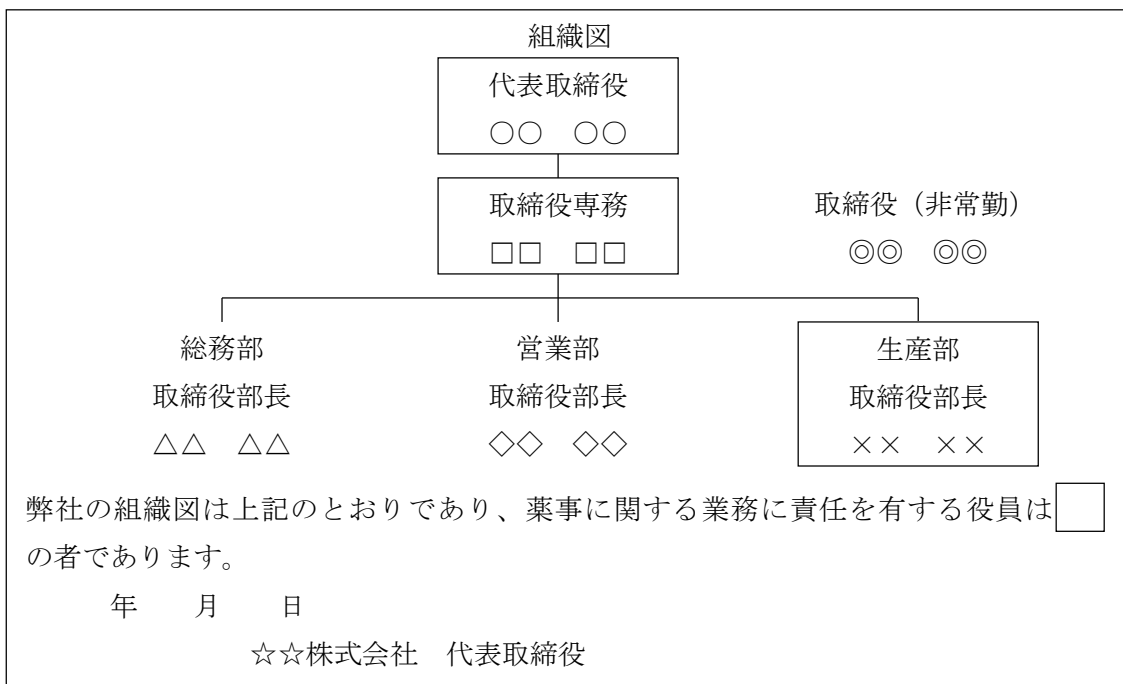 組織図
代表取締役
○○　○○
取締役専務
□□　□□
取締役（非常勤）
◎◎　◎◎
総務部
取締役部長
△△　△△
営業部
取締役部長
◇◇　◇◇
生産部
取締役部長
××　××
弊社の組織図は上記のとおりであり、薬事に関する業務に責任を有する役員は□
の者であります。
年　　月　　日
☆☆株式会社　代表取締役